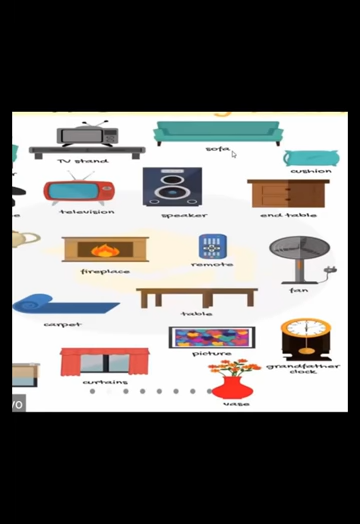 TV stand
sofa
cushion
television
speaker
end table
fireplace
remote
fan
carpet
table
picture
grandfather
clock
curtains
vase